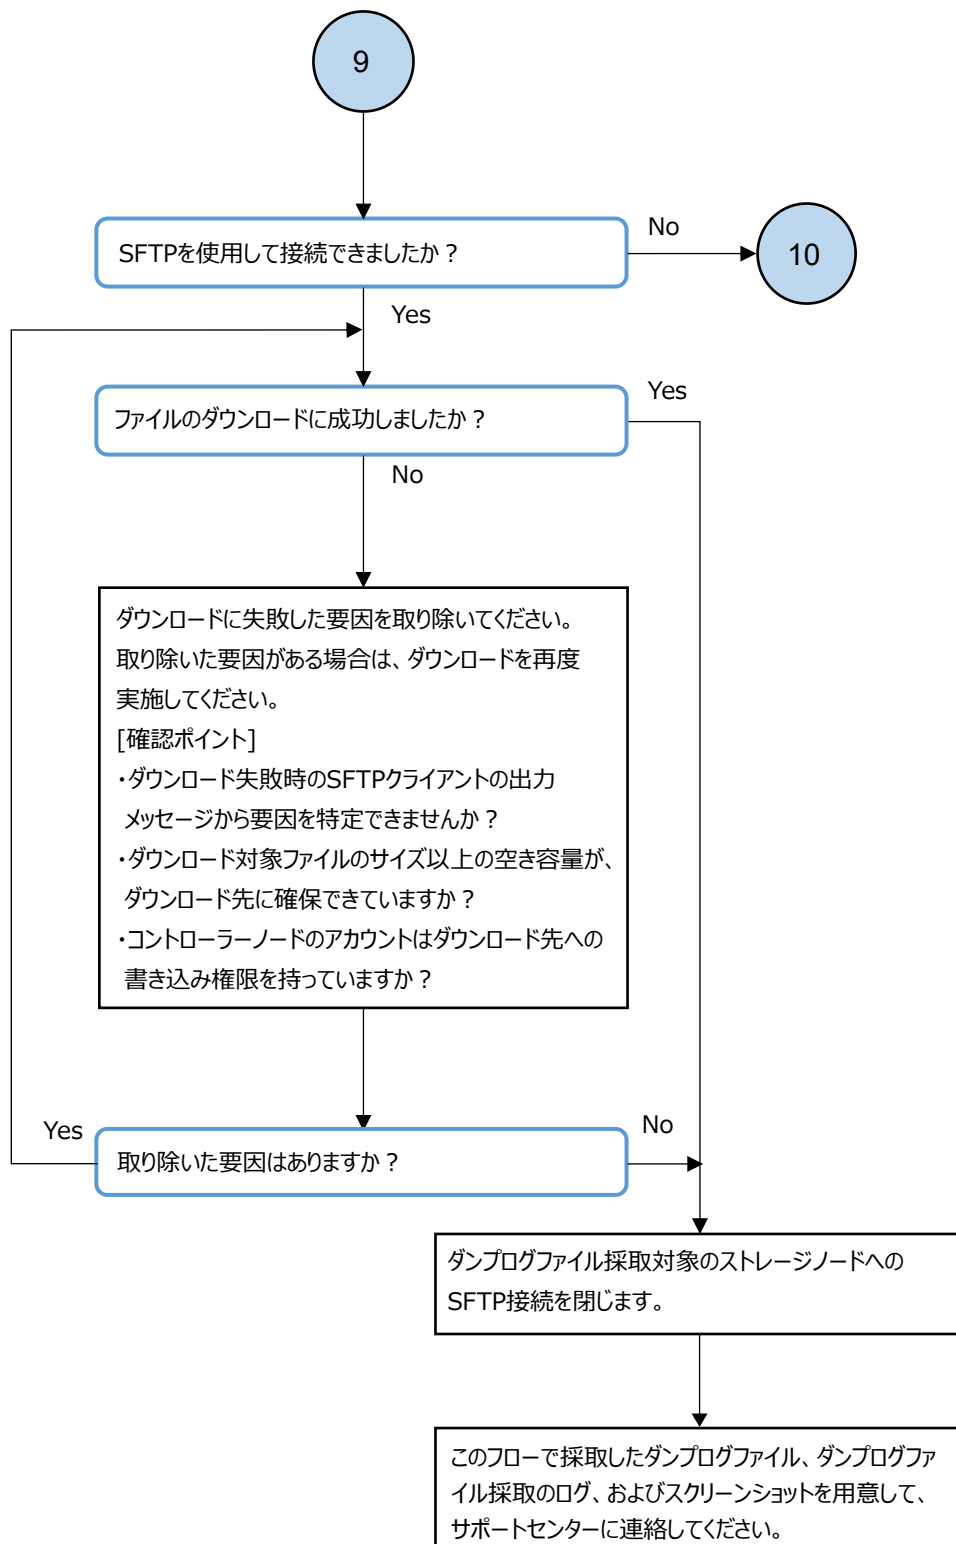 9
SFTPを使用して接続できましたか？
No
10
Yes
ファイルのダウンロードに成功しましたか？
Yes
No
ダウンロードに失敗した要因を取り除いてください。
取り除いた要因がある場合は、ダウンロードを再度
実施してください。
[確認ポイント]
・ダウンロード失敗時のSFTPクライアントの出力
メッセージから要因を特定できませんか？
・ダウンロード対象ファイルのサイズ以上の空き容量が、
ダウンロード先に確保できていますか？
・コントローラーノードのアカウントはダウンロード先への
書き込み権限を持っていますか？
Yes
取り除いた要因はありますか？
No
ダンプログファイル採取対象のストレージノードへの
SFTP接続を閉じます。
このフローで採取したダンプログファイル、ダンプログファ
イル採取のログ、およびスクリーンショットを用意して、
サポートセンターに連絡してください。